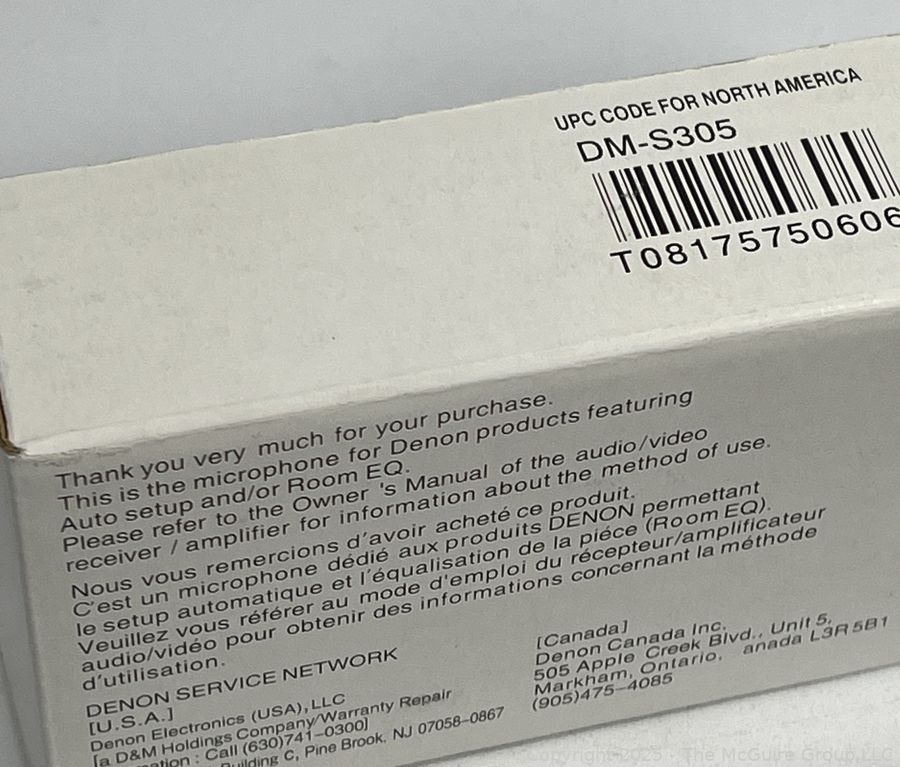 UPC CODE FOR NORTH AMERICA
DM-S305
T08175750606
Thank you very much for your purchase.
This is the microphone for Denon products featuring
Auto setup and/or Room EQ.
Please refer to the Owner 's Manual of the audio/video
receiver / amplifier for information about the method of use.
Nous vous remercions d'avoir acheté ce produit.
C'est un microphone dédié aux produits DENON permettant
le setup automatique et l'équalisation de la piéce (Room EQ).
Veuillez vous référer au mode d'emploi du récepteur/amplificateur
audio/vidéo pour obtenir des informations concernant la méthode
d'utilisation.
DENON SERVICE NETWORK
[U.S.A.]
Denon Electronics (USA), LLC
[a D&M Holdings Company/Warranty Repair
mation : Call (630)741-0300]
Building C, Pine Brook, NJ 07058-0867
[Canada]
Denon Canada Inc.
505 Apple Creek Blvd., Unit 5,
Markham, Ontario, anada L3R 5B1
(905)475-4085
copyright 2025 - The McGuire Group, LLC